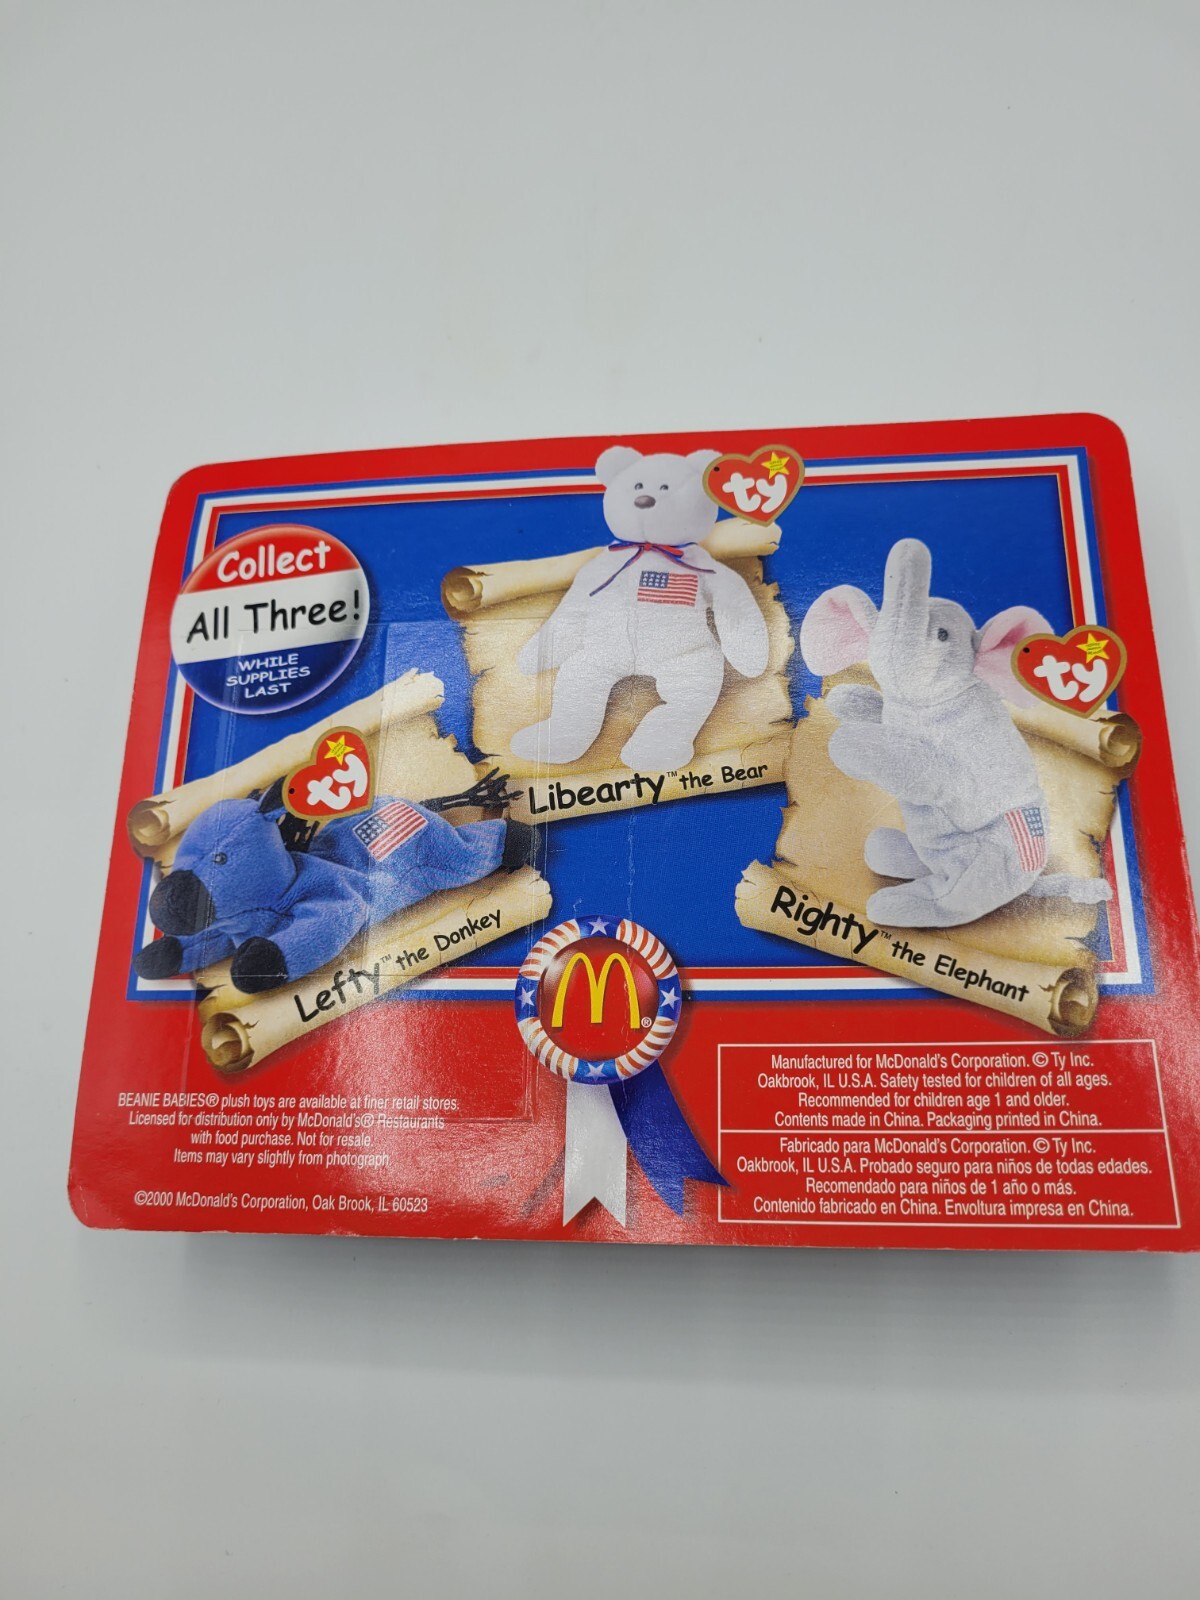 Collect
All Three!
WHILE
SUPPLIES
LAST
ty
Libearty™ the Bear
ty
Lefty™ the Donkey
ty
Righty™ the Elephant
M®
BEANIE BABIES® plush toys are available at finer retail stores.
Licensed for distribution only by McDonald's® Restaurants
with food purchase. Not for resale.
Items may vary slightly from photograph.
©2000 McDonald's Corporation, Oak Brook, IL 60523
Manufactured for McDonald's Corporation. © Ty Inc.
Oakbrook, IL U.S.A. Safety tested for children of all ages.
Recommended for children age 1 and older.
Contents made in China. Packaging printed in China.
Fabricado para McDonald's Corporation. © Ty Inc.
Oakbrook, IL U.S.A. Probado seguro para niños de todas edades.
Recomendado para niños de 1 año o más.
Contenido fabricado en China. Envoltura impresa en China.